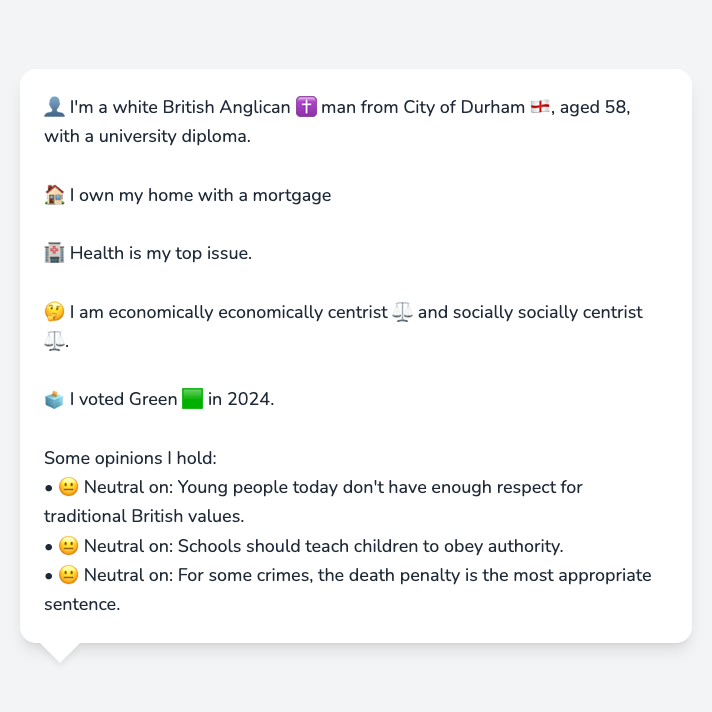 👤 I'm a white British Anglican ✝️ man from City of Durham 🏴󠁧󠁢󠁥󠁮󠁧󠁿, aged 58,
with a university diploma.
🏠 I own my home with a mortgage
🏥 Health is my top issue.
🤔 I am economically economically centrist ⚖️ and socially socially centrist
⚖️.
🗳️ I voted Green 🟩 in 2024.
Some opinions I hold:
• 😐 Neutral on: Young people today don't have enough respect for
traditional British values.
• 😐 Neutral on: Schools should teach children to obey authority.
• 😐 Neutral on: For some crimes, the death penalty is the most appropriate
sentence.